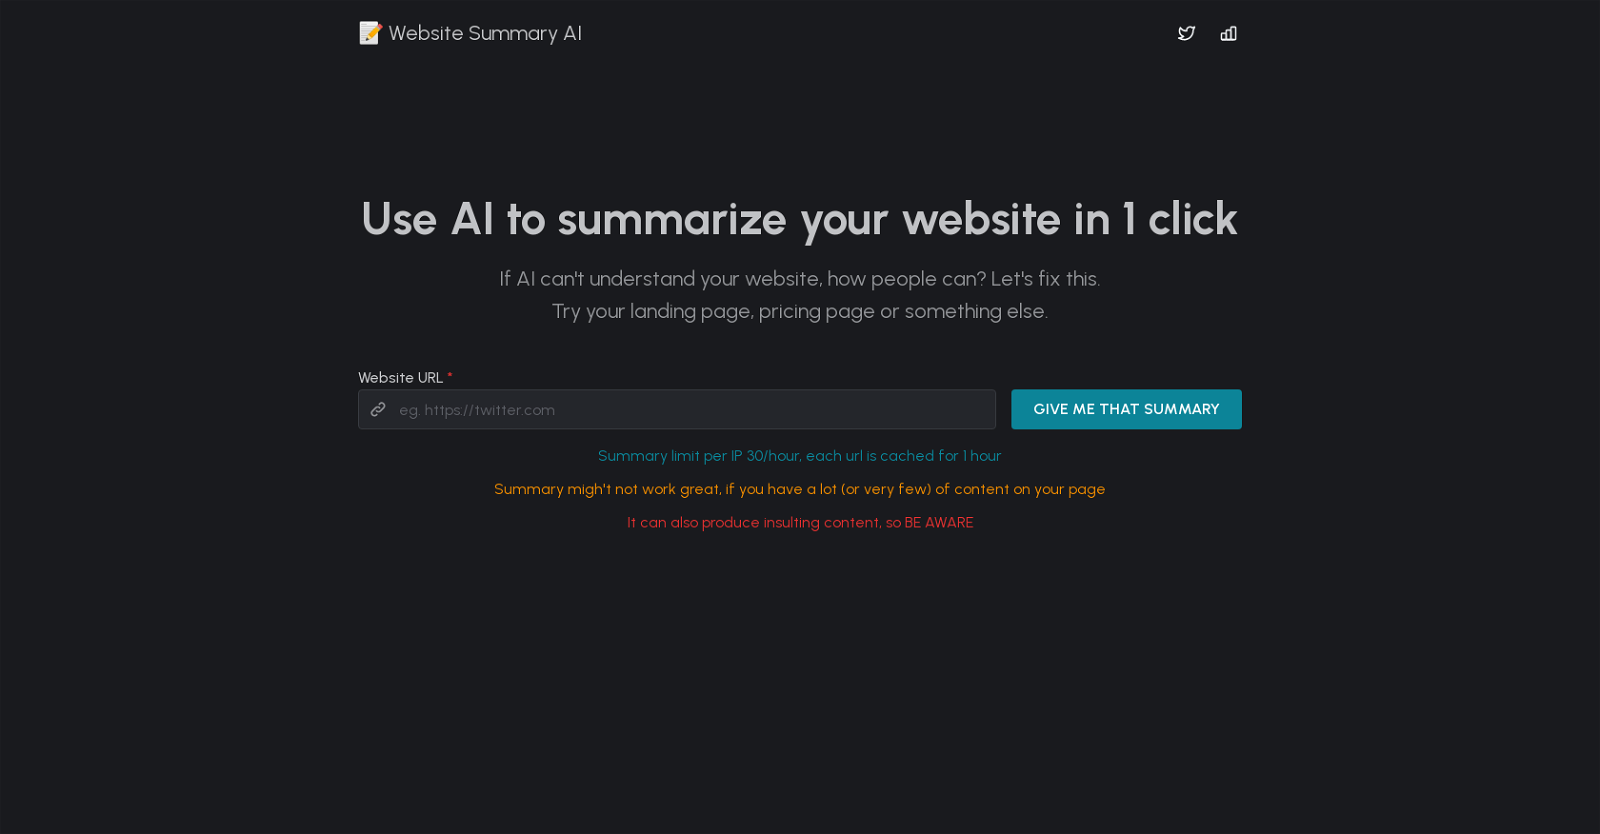 Website Summary AI
Use AI to summarize your website in 1 click
If AI can't understand your website, how people can? Let's fix this.
Try your landing page, pricing page or something else.
Website URL *
eg. https://twitter.com
GIVE ME THAT SUMMARY
Summary limit per IP 30/hour, each url is cached for 1 hour
Summary migh't not work great, if you have a lot (or very few) of content on your page
It can also produce insulting content, so BE AWARE